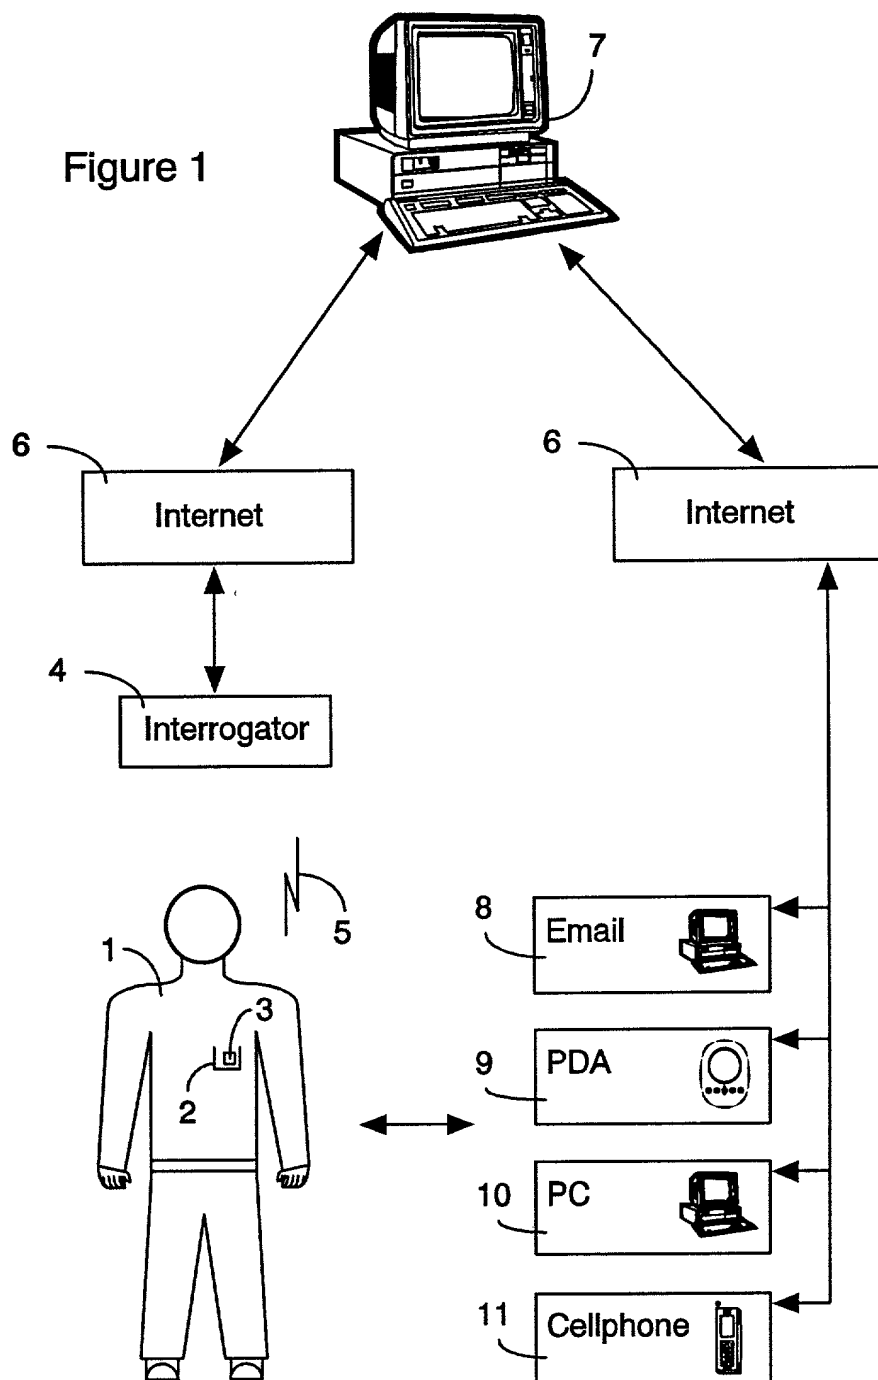 7
Figure 1
6
6
Internet
Internet
4
Interrogator
5
8
Email
1
3
2
9
PDA
10
PC
11
Cellphone